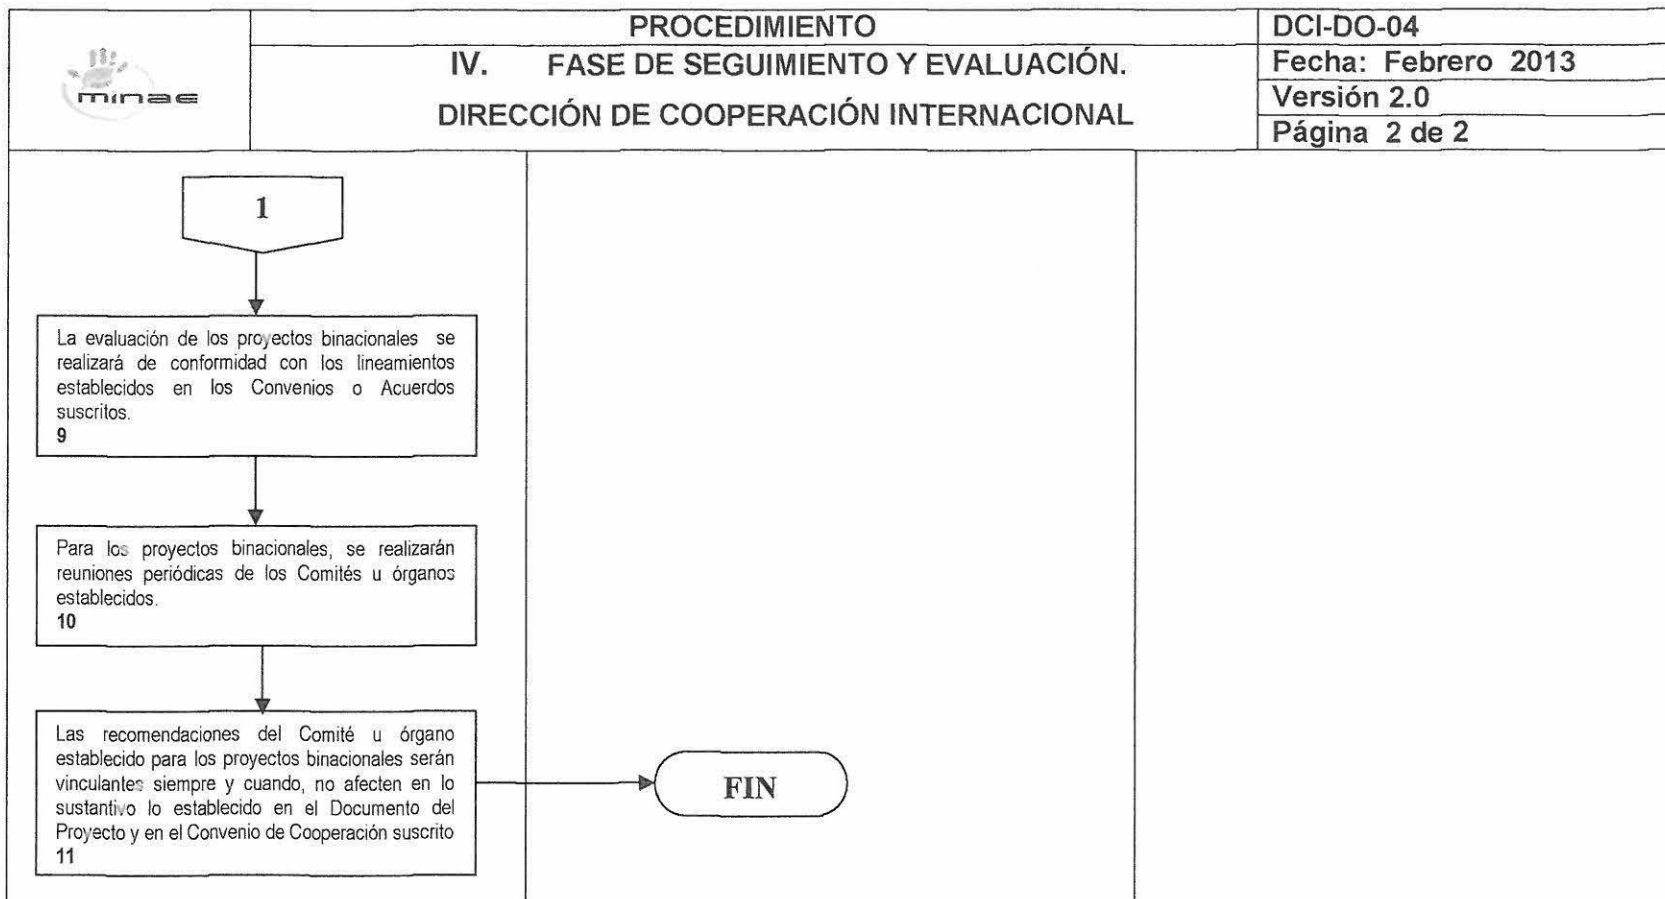 minae
PROCEDIMIENTO
IV. FASE DE SEGUIMIENTO Y EVALUACIÓN.
DIRECCIÓN DE COOPERACIÓN INTERNACIONAL
DCI-DO-04
Fecha: Febrero 2013
Versión 2.0
Página 2 de 2
1
La evaluación de los proyectos binacionales se
realizará de conformidad con los lineamientos
establecidos en los Convenios o Acuerdos
suscritos.
9
Para los proyectos binacionales, se realizarán
reuniones periódicas de los Comités u órganos
establecidos.
10
Las recomendaciones del Comité u órgano
establecido para los proyectos binacionales serán
vinculantes siempre y cuando, no afecten en lo
sustantivo lo establecido en el Documento del
Proyecto y en el Convenio de Cooperación suscrito
11
FIN